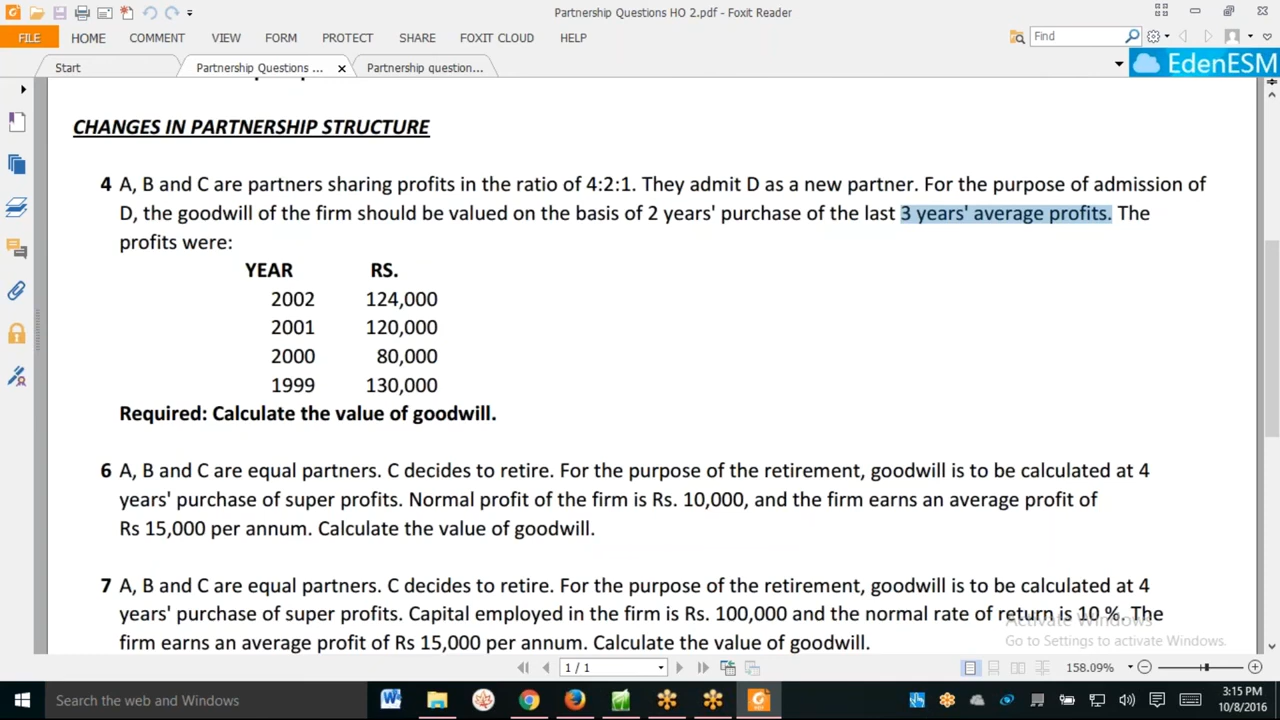 Partnership Questions HO 2.pdf - Foxit Reader
FILE HOME COMMENT VIEW FORM PROTECT SHARE FOXIT CLOUD HELP Find
Start Partnership Questions ... Partnership question...
EdenESM
CHANGES IN PARTNERSHIP STRUCTURE
4 A, B and C are partners sharing profits in the ratio of 4:2:1. They admit D as a new partner. For the purpose of admission of
D, the goodwill of the firm should be valued on the basis of 2 years' purchase of the last 3 years' average profits. The
profits were:
YEAR RS.
2002 124,000
2001 120,000
2000 80,000
1999 130,000
Required: Calculate the value of goodwill.
6 A, B and C are equal partners. C decides to retire. For the purpose of the retirement, goodwill is to be calculated at 4
years' purchase of super profits. Normal profit of the firm is Rs. 10,000, and the firm earns an average profit of
Rs 15,000 per annum. Calculate the value of goodwill.
7 A, B and C are equal partners. C decides to retire. For the purpose of the retirement, goodwill is to be calculated at 4
years' purchase of super profits. Capital employed in the firm is Rs. 100,000 and the normal rate of return is 10 %. The
firm earns an average profit of Rs 15,000 per annum. Calculate the value of goodwill.
Activate Windows
Go to Settings to activate Windows.
1 / 1 158.09%
Search the web and Windows
3:15 PM
10/8/2016